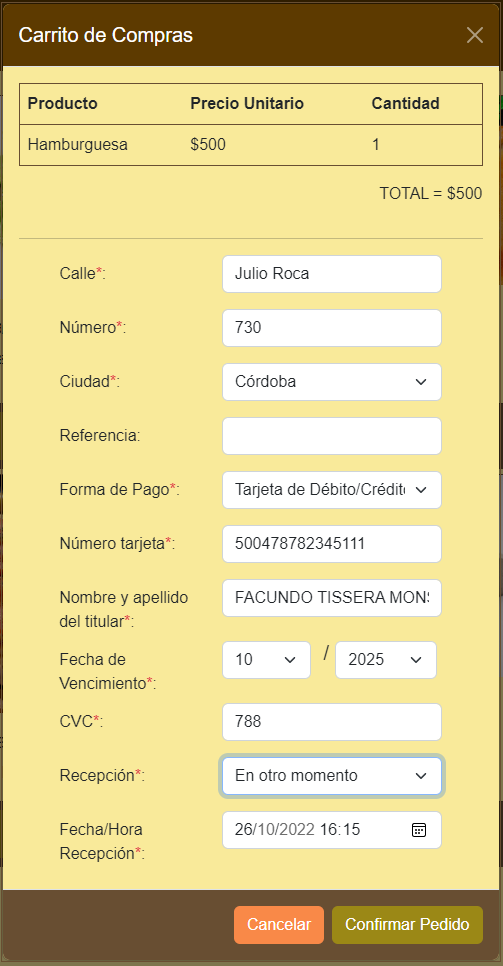 Carrito de Compras
Producto Precio Unitario Cantidad
Hamburguesa $500 1
TOTAL = $500
Calle*: Julio Roca
Número*: 730
Ciudad*: Córdoba
Referencia:
Forma de Pago*: Tarjeta de Débito/Crédito
Número tarjeta*: 500478782345111
Nombre y apellido
del titular*: FACUNDO TISSERA MONS
Fecha de
Vencimiento*: 10 / 2025
CVC*: 788
Recepción*: En otro momento
Fecha/Hora
Recepción*: 26/10/2022 16:15
Cancelar Confirmar Pedido